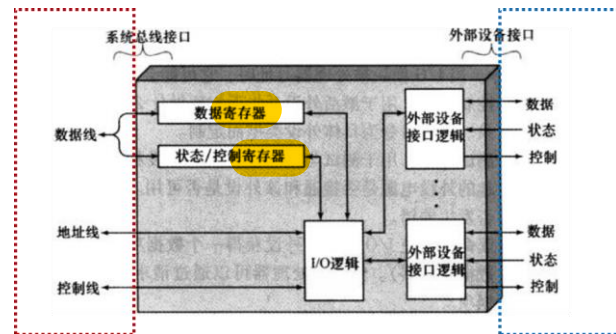 系统总线接口
外部设备接口
数据寄存器
状态/控制寄存器
数据线
地址线
控制线
I/O逻辑
外部设备
接口逻辑
数据
状态
控制
外部设备
接口逻辑
数据
状态
控制